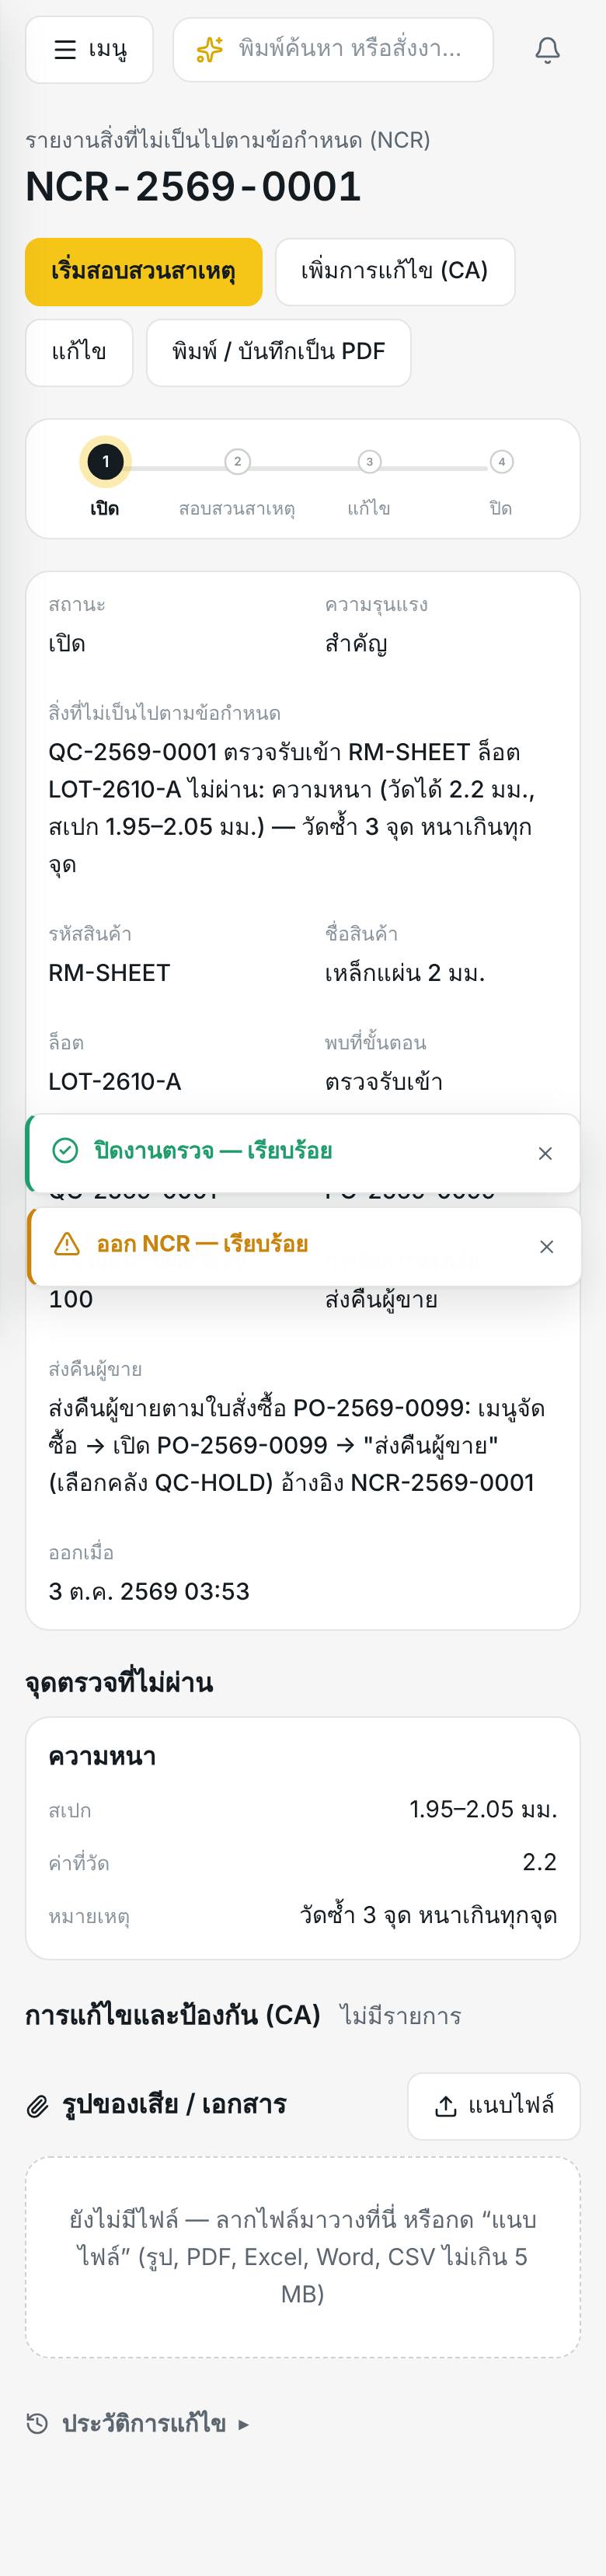 เมนู
พิมพ์ค้นหา หรือสั่งงา...
รายงานสิ่งที่ไม่เป็นไปตามข้อกำหนด (NCR)
NCR-2569-0001
เริ่มสอบสวนสาเหตุ
เพิ่มการแก้ไข (CA)
แก้ไข
พิมพ์ / บันทึกเป็น PDF
1
2
3
4
เปิด
สอบสวนสาเหตุ
แก้ไข
ปิด
สถานะ
ความรุนแรง
เปิด
สำคัญ
สิ่งที่ไม่เป็นไปตามข้อกำหนด
QC-2569-0001 ตรวจรับเข้า RM-SHEET ล็อต
LOT-2610-A ไม่ผ่าน: ความหนา (วัดได้ 2.2 มม.,
สเปก 1.95–2.05 มม.) — วัดซ้ำ 3 จุด หนาเกินทุก
จุด
รหัสสินค้า
ชื่อสินค้า
RM-SHEET
เหล็กแผ่น 2 มม.
ล็อต
พบที่ขั้นตอน
LOT-2610-A
ตรวจรับเข้า
ปิดงานตรวจ — เรียบร้อย
ออก NCR — เรียบร้อย
100
ส่งคืนผู้ขาย
ส่งคืนผู้ขาย
ส่งคืนผู้ขายตามใบสั่งซื้อ PO-2569-0099: เมนูจัด
ซื้อ → เปิด PO-2569-0099 → "ส่งคืนผู้ขาย"
(เลือกคลัง QC-HOLD) อ้างอิง NCR-2569-0001
ออกเมื่อ
3 ต.ค. 2569 03:53
จุดตรวจที่ไม่ผ่าน
ความหนา
สเปก
1.95–2.05 มม.
ค่าที่วัด
2.2
หมายเหตุ
วัดซ้ำ 3 จุด หนาเกินทุกจุด
การแก้ไขและป้องกัน (CA)
ไม่มีรายการ
รูปของเสีย / เอกสาร
แนบไฟล์
ยังไม่มีไฟล์ — ลากไฟล์มาวางที่นี่ หรือกด “แนบ
ไฟล์” (รูป, PDF, Excel, Word, CSV ไม่เกิน 5
MB)
ประวัติการแก้ไข ▸